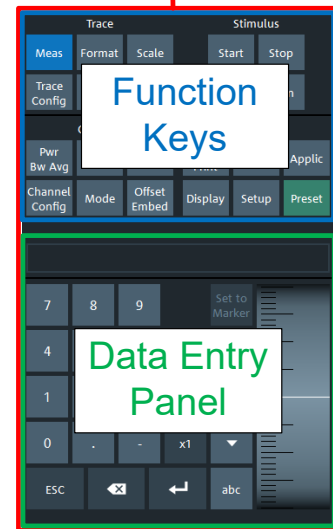 Trace Stimulus
Meas Format Scale Start Stop
Trace
Config
Function
Keys
Pwr
Bw Avg
Applic
Channel
Config
Mode
Offset
Embed
Display Setup Preset
7 8 9
Set to
Marker
4
Data Entry
Panel
1
0 . - x1
ESC abc